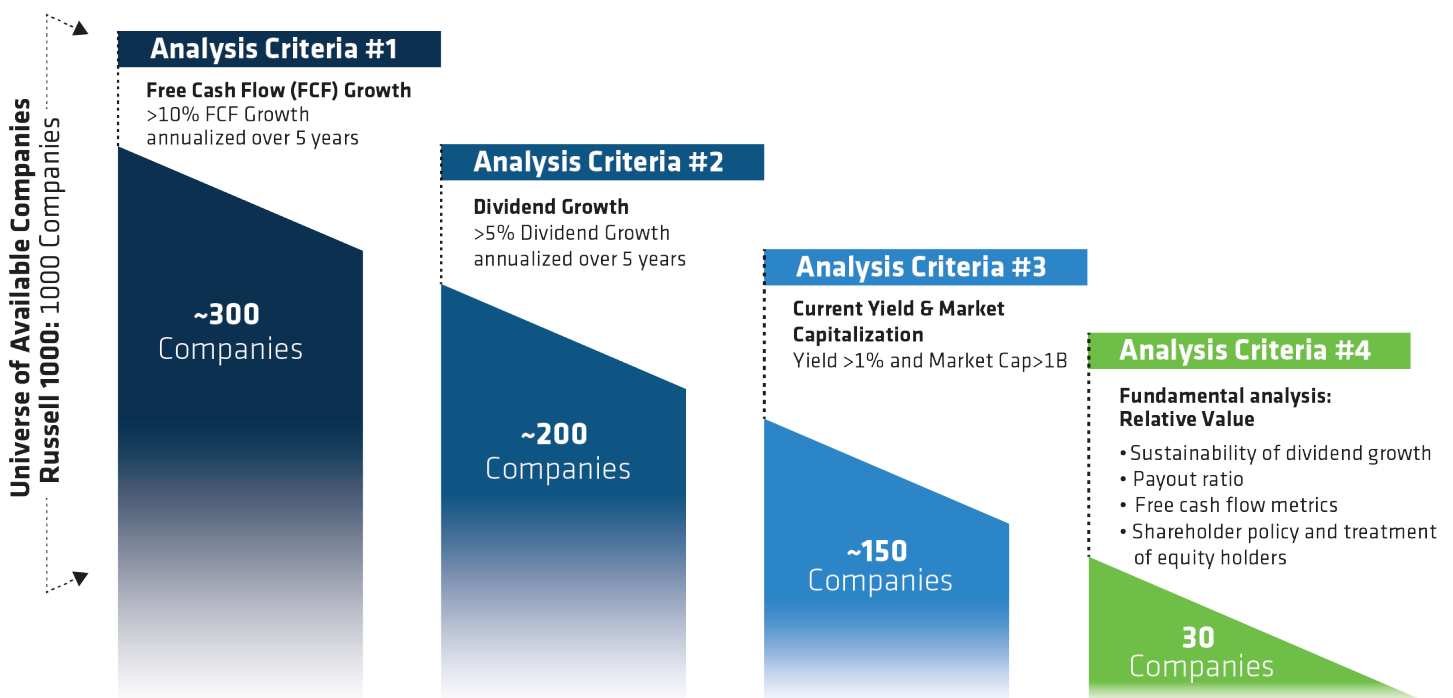 Universe of Available Companies
Russell 1000: 1000 Companies
Analysis Criteria #1
Free Cash Flow (FCF) Growth
>10% FCF Growth
annualized over 5 years
~300
Companies
Analysis Criteria #2
Dividend Growth
>5% Dividend Growth
annualized over 5 years
~200
Companies
Analysis Criteria #3
Current Yield & Market
Capitalization
Yield >1% and Market Cap>1B
~150
Companies
Analysis Criteria #4
Fundamental analysis:
Relative Value
• Sustainability of dividend growth
• Payout ratio
• Free cash flow metrics
• Shareholder policy and treatment
of equity holders
30
Companies